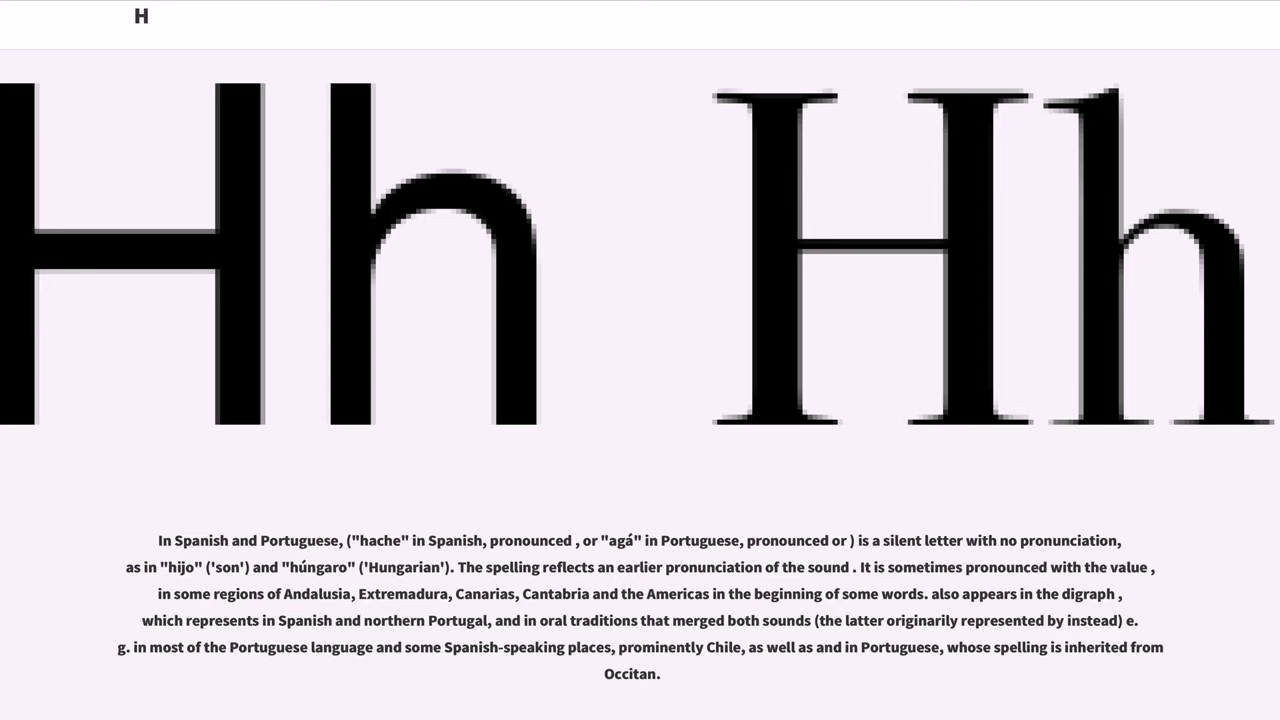 H
Hh Hh
In Spanish and Portuguese, ("hache" in Spanish, pronounced , or "agá" in Portuguese, pronounced or ) is a silent letter with no pronunciation,
as in "hijo" ('son') and "húngaro" ('Hungarian'). The spelling reflects an earlier pronunciation of the sound . It is sometimes pronounced with the value ,
in some regions of Andalusia, Extremadura, Canarias, Cantabria and the Americas in the beginning of some words. also appears in the digraph ,
which represents in Spanish and northern Portugal, and in oral traditions that merged both sounds (the latter originarily represented by instead) e.
g. in most of the Portuguese language and some Spanish-speaking places, prominently Chile, as well as and in Portuguese, whose spelling is inherited from
Occitan.